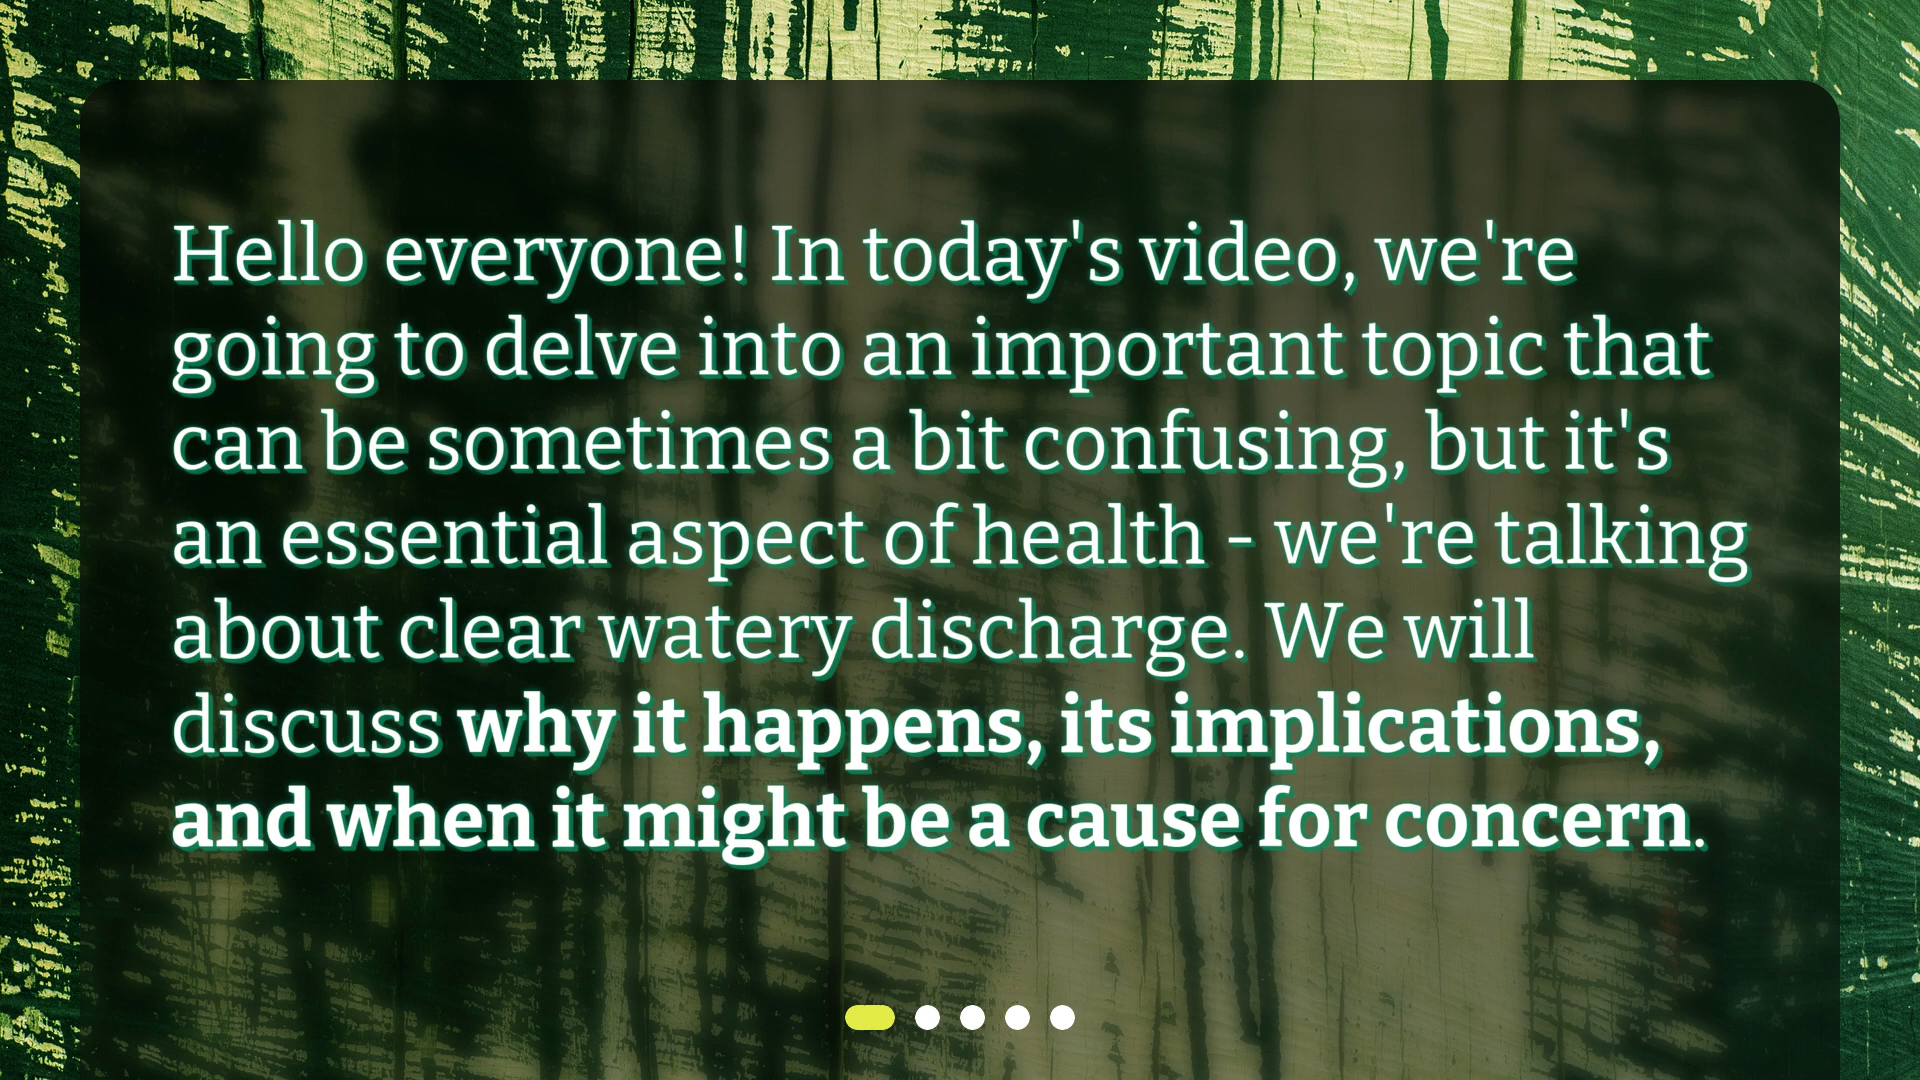 Hello everyone! In today's video, we're
going to delve into an important topic that
can be sometimes a bit confusing, but it's
an essential aspect of health - we're talking
about clear watery discharge. We will
discuss why it happens, its implications,
and when it might be a cause for concern.